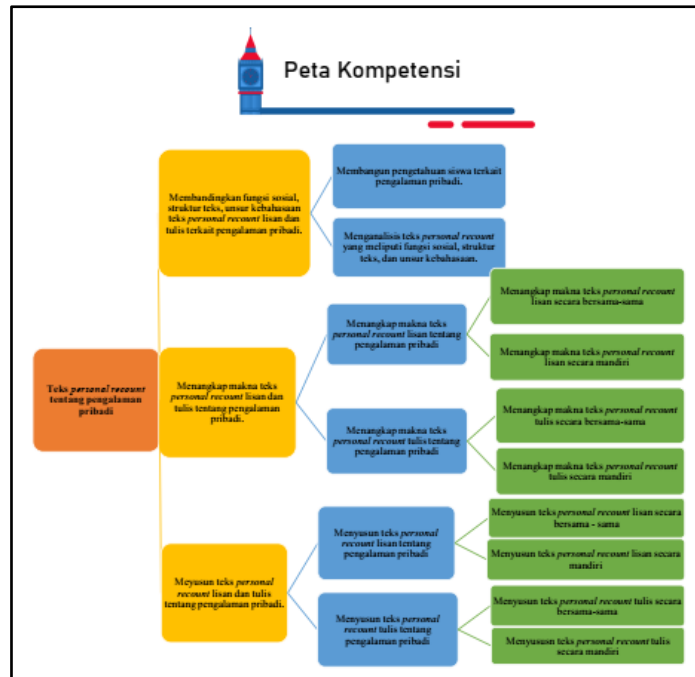 Peta Kompetensi
Membandingkan fungsi sosial,
struktur teks, unsur kebahasaan
teks personal recount lisan dan
tulis terkait pengalaman pribadi.
Membangun pengetahuan siswa terkait
pengalaman pribadi.
Menganalisis teks personal recount
yang meliputi fungsi sosial, struktur
teks, dan unsur kebahasaan.
Teks personal recount
tentang pengalaman
pribadi
Menangkap makna teks
personal recount lisan dan
tulis tentang pengalaman
pribadi.
Menangkap makna teks
personal recount lisan tentang
pengalaman pribadi
Menangkap makna teks personal recount
lisan secara bersama-sama
Menangkap makna teks personal recount
lisan secara mandiri
Menangkap makna teks
personal recount tulis tentang
pengalaman pribadi
Menangkap makna teks personal recount
tulis secara bersama-sama
Menangkap makna teks personal recount
tulis secara mandiri
Meyusun teks personal
recount lisan dan tulis
tentang pengalaman pribadi.
Menyusun teks personal
recount lisan tentang
pengalaman pribadi
Menyusun teks personal recount lisan secara
bersama - sama
Menyusun teks personal recount lisan secara
mandiri
Menyusun teks personal
recount tulis tentang
pengalaman pribadi
Menyusun teks personal recount tulis secara
bersama-sama
Menyususn teks personal recount tulis
secara mandiri